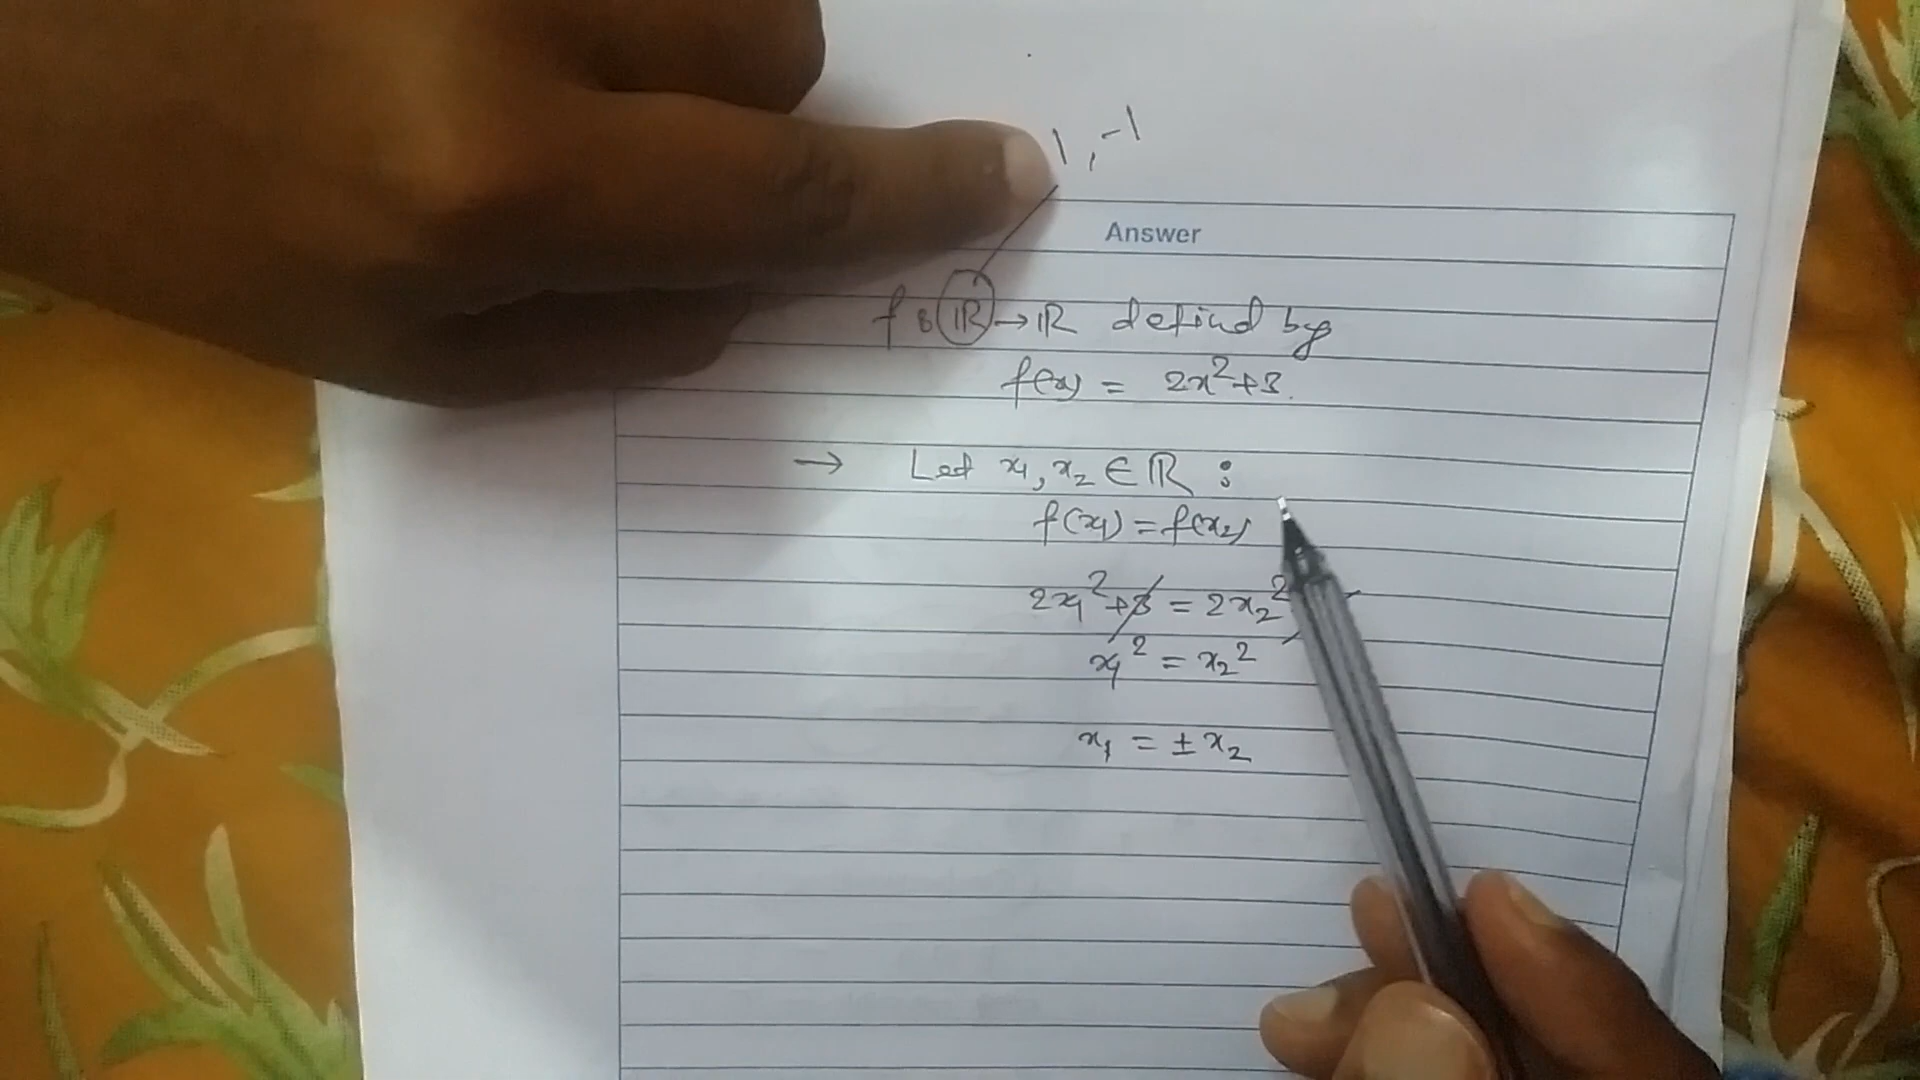 1, -1
Answer
f : ℝ → ℝ defind by
f(x) = 2x²+3.
→ Let x₁, x₂ ∈ ℝ :
f(x₁) = f(x₂)
2x₁²+3 = 2x₂²
x₁² = x₂²
x₁ = ± x₂